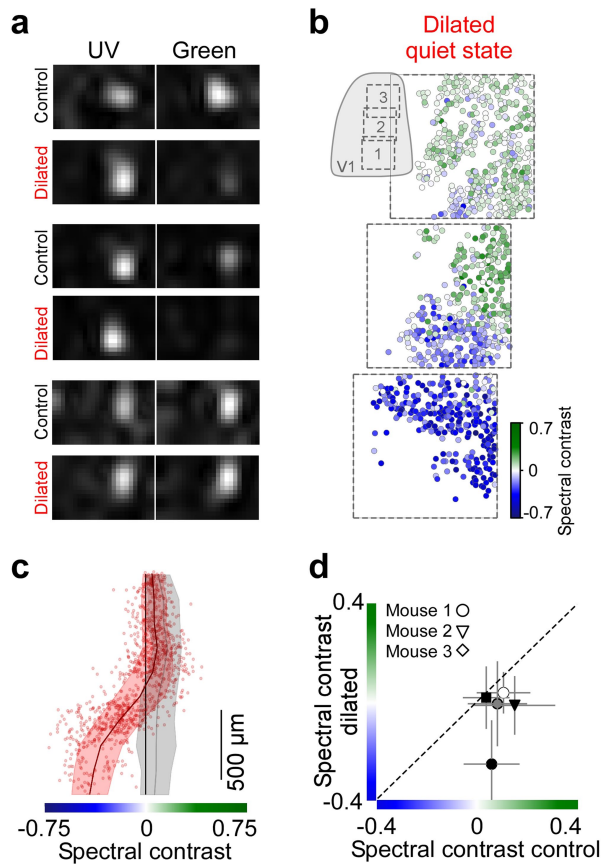 a
UV Green
Control
Dilated
Control
Dilated
Control
Dilated
b
Dilated
quiet state
3
2
1
V1
0.7
0
-0.7
Spectral contrast
c
500 µm
-0.75 0 0.75
Spectral contrast
d
0.4
Mouse 1
Mouse 2
Mouse 3
Spectral contrast
dilated
-0.4
-0.4 0 0.4
Spectral contrast control